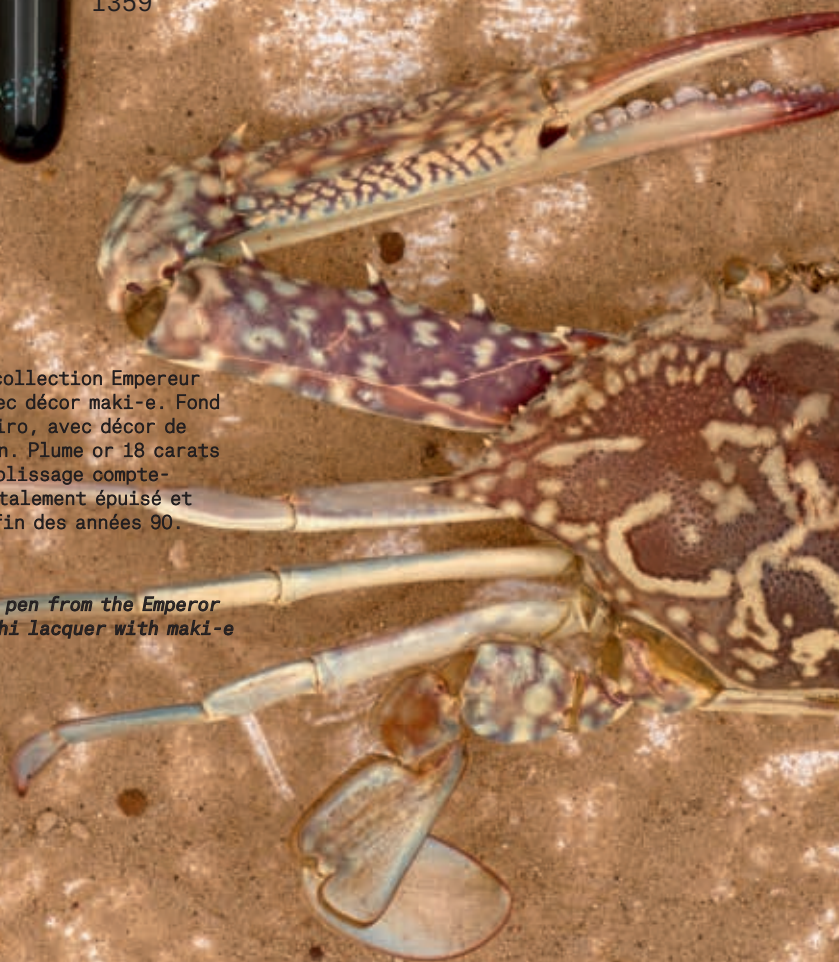 1359
collection Empereur
ec décor maki-e. Fond
iro, avec décor de
n. Plume or 18 carats
plissage compte-
talement épuisé et
fin des années 90.
pen from the Emperor
hi lacquer with maki-e